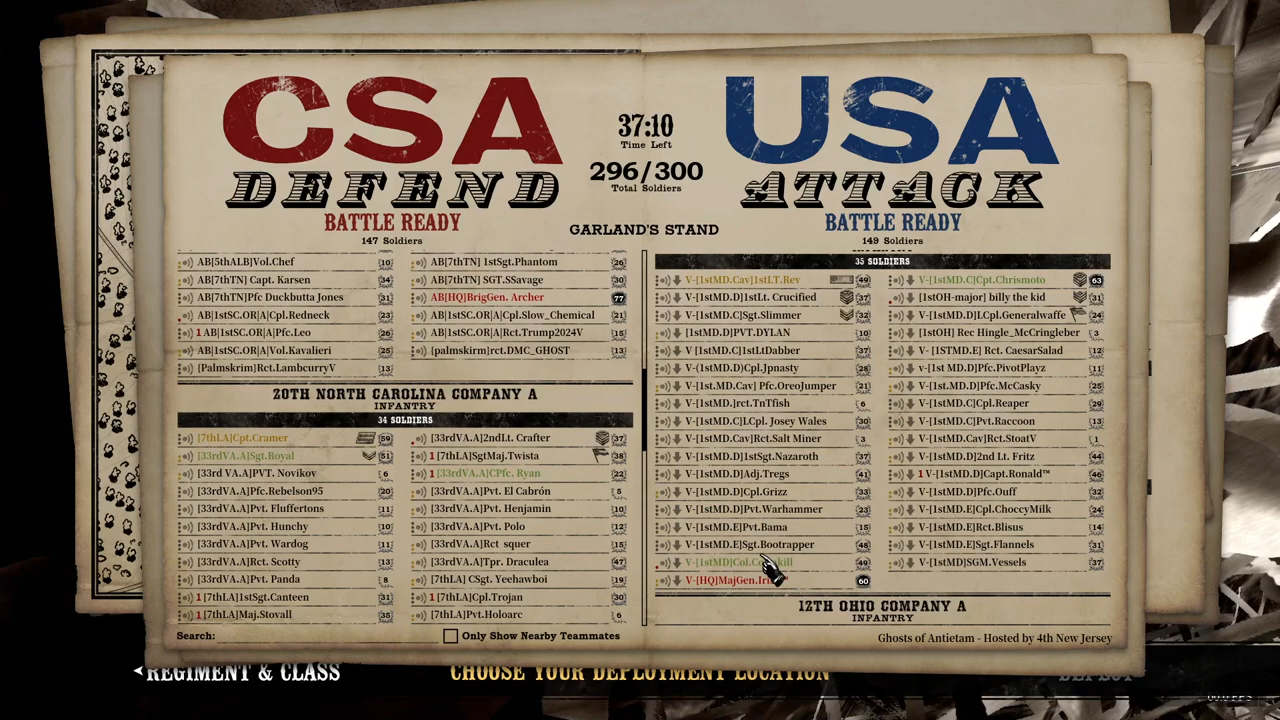 CSA
DEFEND
BATTLE READY
147 Soldiers
37:10
Time Left
296/300
Total Soldiers
GARLAND'S STAND
USA
ATTACK
BATTLE READY
149 Soldiers
AB[5thALB]Vol.Chef 10
AB[7thTN] 1stSgt.Phantom 26
AB[7thTN] Capt. Karsen 34
AB[7thTN] SGT.SSavage 30
AB[7thTN]Pfc Duckbutta Jones 31
AB[HQ]BrigGen. Archer 77
AB[1stSC.OR|A]Cpl.Redneck 23
AB[1stSC.OR|A]Cpl.Slow_Chemical 21
1 AB[1stSC.OR|A]Pfc.Leo 26
AB[1stSC.OR|A]Rct.Trump2024V 15
AB[1stSC.OR|A]Vol.Kavalieri 25
[palmskirm]rct.DMC_GHOST 13
[Palmskrim]Rct.LambcurryV 13
20TH NORTH CAROLINA COMPANY A
INFANTRY
34 SOLDIERS
[7thLA]Cpt.Cramer 59
[33rdVA.A]2ndLt. Crafter 37
[33rdVA.A]Sgt.Royal 51
1 [7thLA]SgtMaj.Twista 38
[33rd VA.A]PVT. Novikov 6
1 [33rdVA.A]CPfc. Ryan 22
[33rdVA.A]Pfc.Rebelson95 20
[33rdVA.A]Pvt. El Cabrón 5
[33rdVA.A]Pvt. Fluffertons 11
[33rdVA.A]Pvt. Henjamin 10
[33rdVA.A]Pvt. Hunchy 10
[33rdVA.A]Pvt. Polo 12
[33rdVA.A]Pvt. Wardog 11
[33rdVA.A]Rct squer 15
[33rdVA.A]Rct. Scotty 13
[33rdVA.A]Tpr. Draculea 47
[33rdVA.A]Pvt. Panda 8
[7thLA] CSgt. Yeehawboi 19
1 [7thLA]1stSgt.Canteen 31
1 [7thLA]Cpl.Trojan 30
1 [7thLA]Maj.Stovall 35
[7thLA]Pvt.Holoarc 6
Search:
Only Show Nearby Teammates
35 SOLDIERS
V-[1stMD.Cav]1stLT.Rev 49
V-[1stMD.C]Cpt.Chrismoto 63
V-[1stMD.D]1stLt. Crucified 37
[1stOH-major] billy the kid 31
V-[1stMD.C]Sgt.Slimmer 32
V-[1stMD.D]LCpl.Generalwaffe 24
[1stMD.D]PVT.DYLAN 10
[1stOH] Rec Hingle_McCringleber 3
V [1stMD.C]1stLtDabber 37
V- [1STMD.E] Rct. CaesarSalad 12
V-[1stMD.D]Cpl.Jpnasty 28
v-[1st MD.D]Pfc.PivotPlayz 11
V-[1st.MD.Cav] Pfc.OreoJumper 21
V-[1st.MD.D]Pfc.McCasky 25
V-[1stMD.]rct.TnTfish 6
V-[1stMD.C]Cpl.Reaper 29
V-[1stMD.C]LCpl. Josey Wales 30
V-[1stMD.C]Pvt.Raccoon 13
V-[1stMD.Cav]Rct.Salt Miner 3
V-[1stMD.Cav]Rct.StoatV 1
V-[1stMD.D]1stSgt.Nazaroth 37
V-[1stMD.D]2nd Lt. Fritz 44
V-[1stMD.D]Adj.Tregs 41
1 V-[1stMD.D]Capt.Ronald™ 46
V-[1stMD.D]Cpl.Grizz 33
V-[1stMD.D]Pfc.Ouff 32
V-[1stMD.D]Pvt.Warhammer 23
V-[1stMD.E]Cpl.ChoccyMilk 24
V-[1stMD.E]Pvt.Bama 15
V-[1stMD.E]Rct.Blisus 14
V-[1stMD.E]Sgt.Bootrapper 48
V-[1stMD.E]Sgt.Flannels 31
49
V-[1stMD]SGM.Vessels 37
60
12TH OHIO COMPANY A
INFANTRY
Ghosts of Antietam - Hosted by 4th New Jersey
REGIMENT & CLASS
CHOOSE YOUR DEPLOYMENT LOCATION
DEPLOY